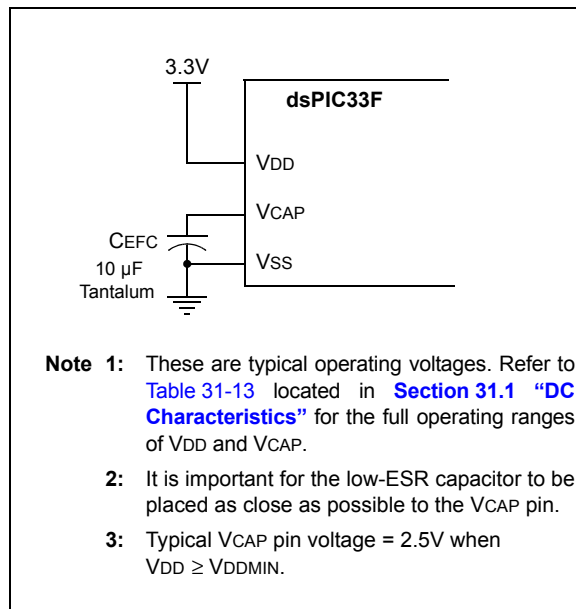 3.3V
dsPIC33F
VDD
VCAP
CEFC
VSS
10 µF
Tantalum
Note 1: These are typical operating voltages. Refer to
Table 31-13 located in Section 31.1 “DC
Characteristics” for the full operating ranges
of VDD and VCAP.
2: It is important for the low-ESR capacitor to be
placed as close as possible to the VCAP pin.
3: Typical VCAP pin voltage = 2.5V when
VDD ≥ VDDMIN.